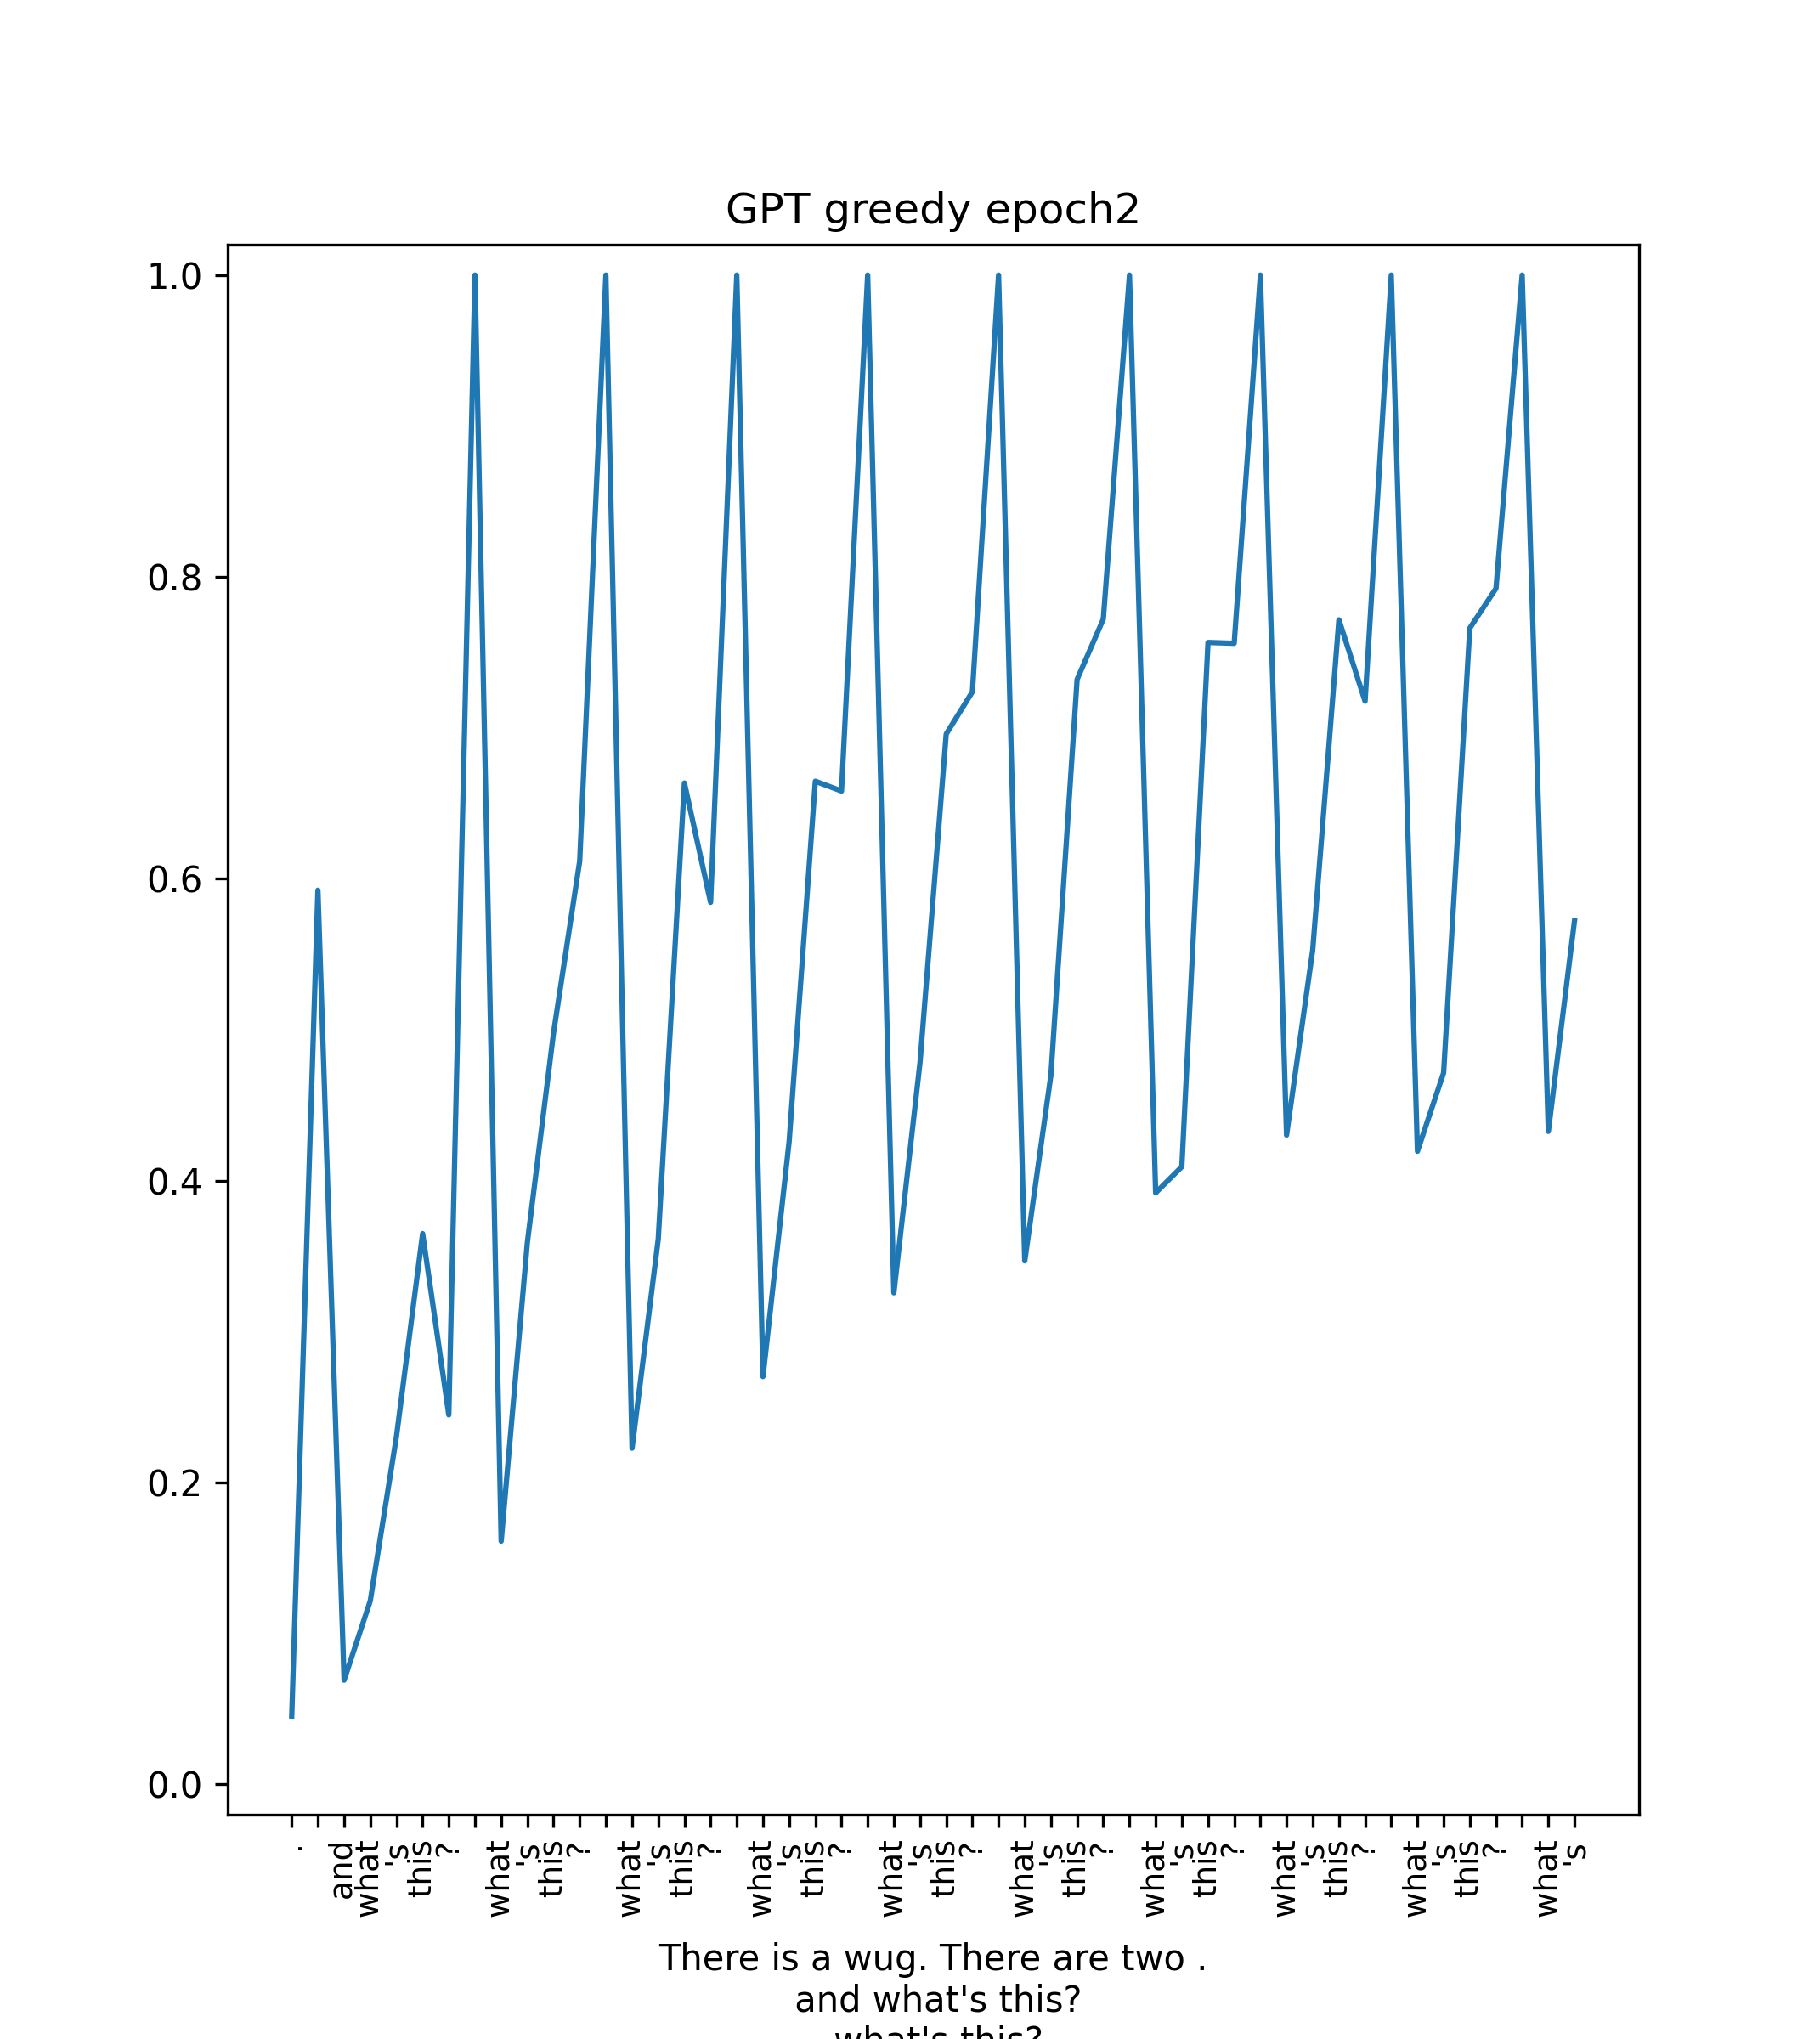 GPT greedy epoch2
1.0
0.8
0.6
0.4
0.2
0.0
. and what 's this ? what 's this ? what 's this ? what 's this ? what 's this ? what 's this ? what 's this ? what 's this ? what 's this ? what 's
There is a wug. There are two .
and what's this?
what's this?